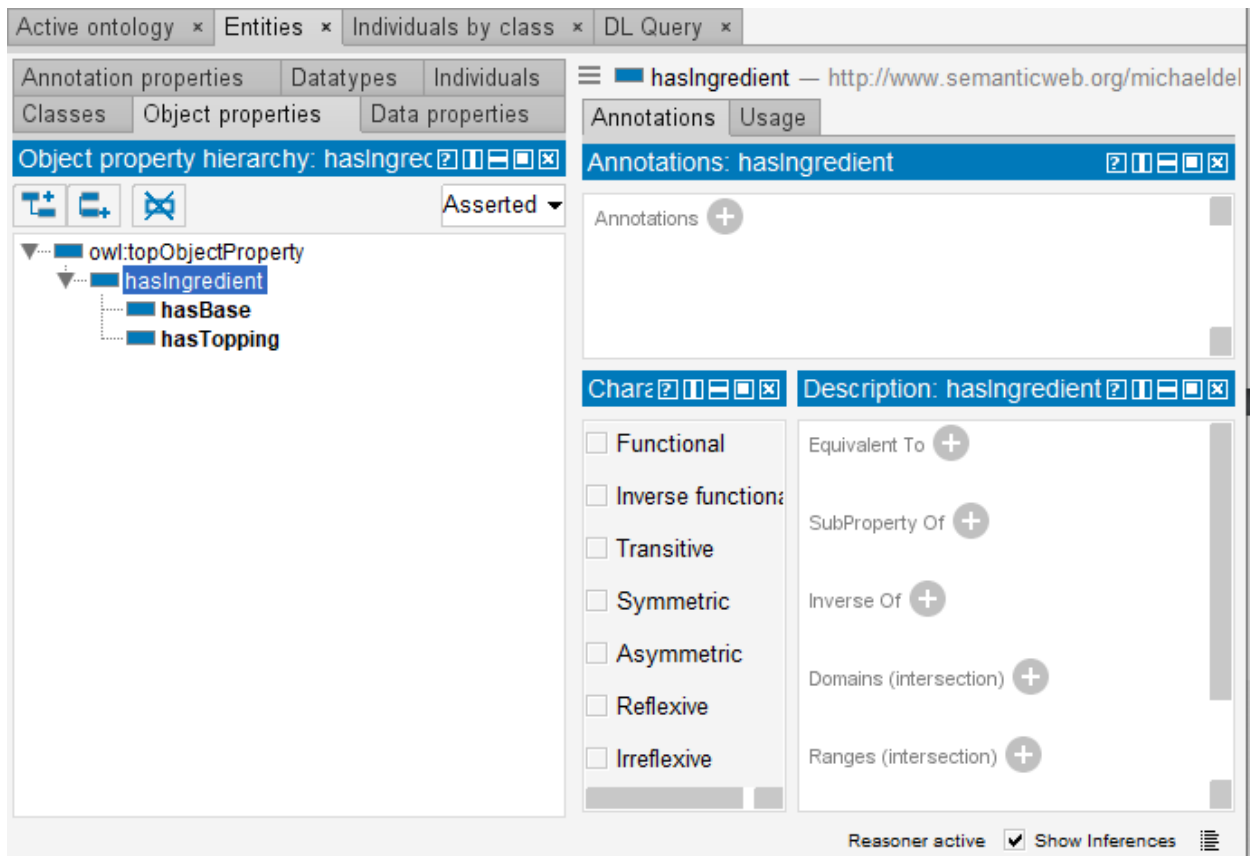 Active ontology × Entities × Individuals by class × DL Query ×
Annotation properties Datatypes Individuals
Classes Object properties Data properties
Object property hierarchy: hasIngrec
Asserted
owl:topObjectProperty
hasIngredient
hasBase
hasTopping
hasIngredient — http://www.semanticweb.org/michaeldel
Annotations Usage
Annotations: hasIngredient
Annotations
Chara
Functional
Inverse functiona
Transitive
Symmetric
Asymmetric
Reflexive
Irreflexive
Description: hasIngredient
Equivalent To
SubProperty Of
Inverse Of
Domains (intersection)
Ranges (intersection)
Reasoner active Show Inferences